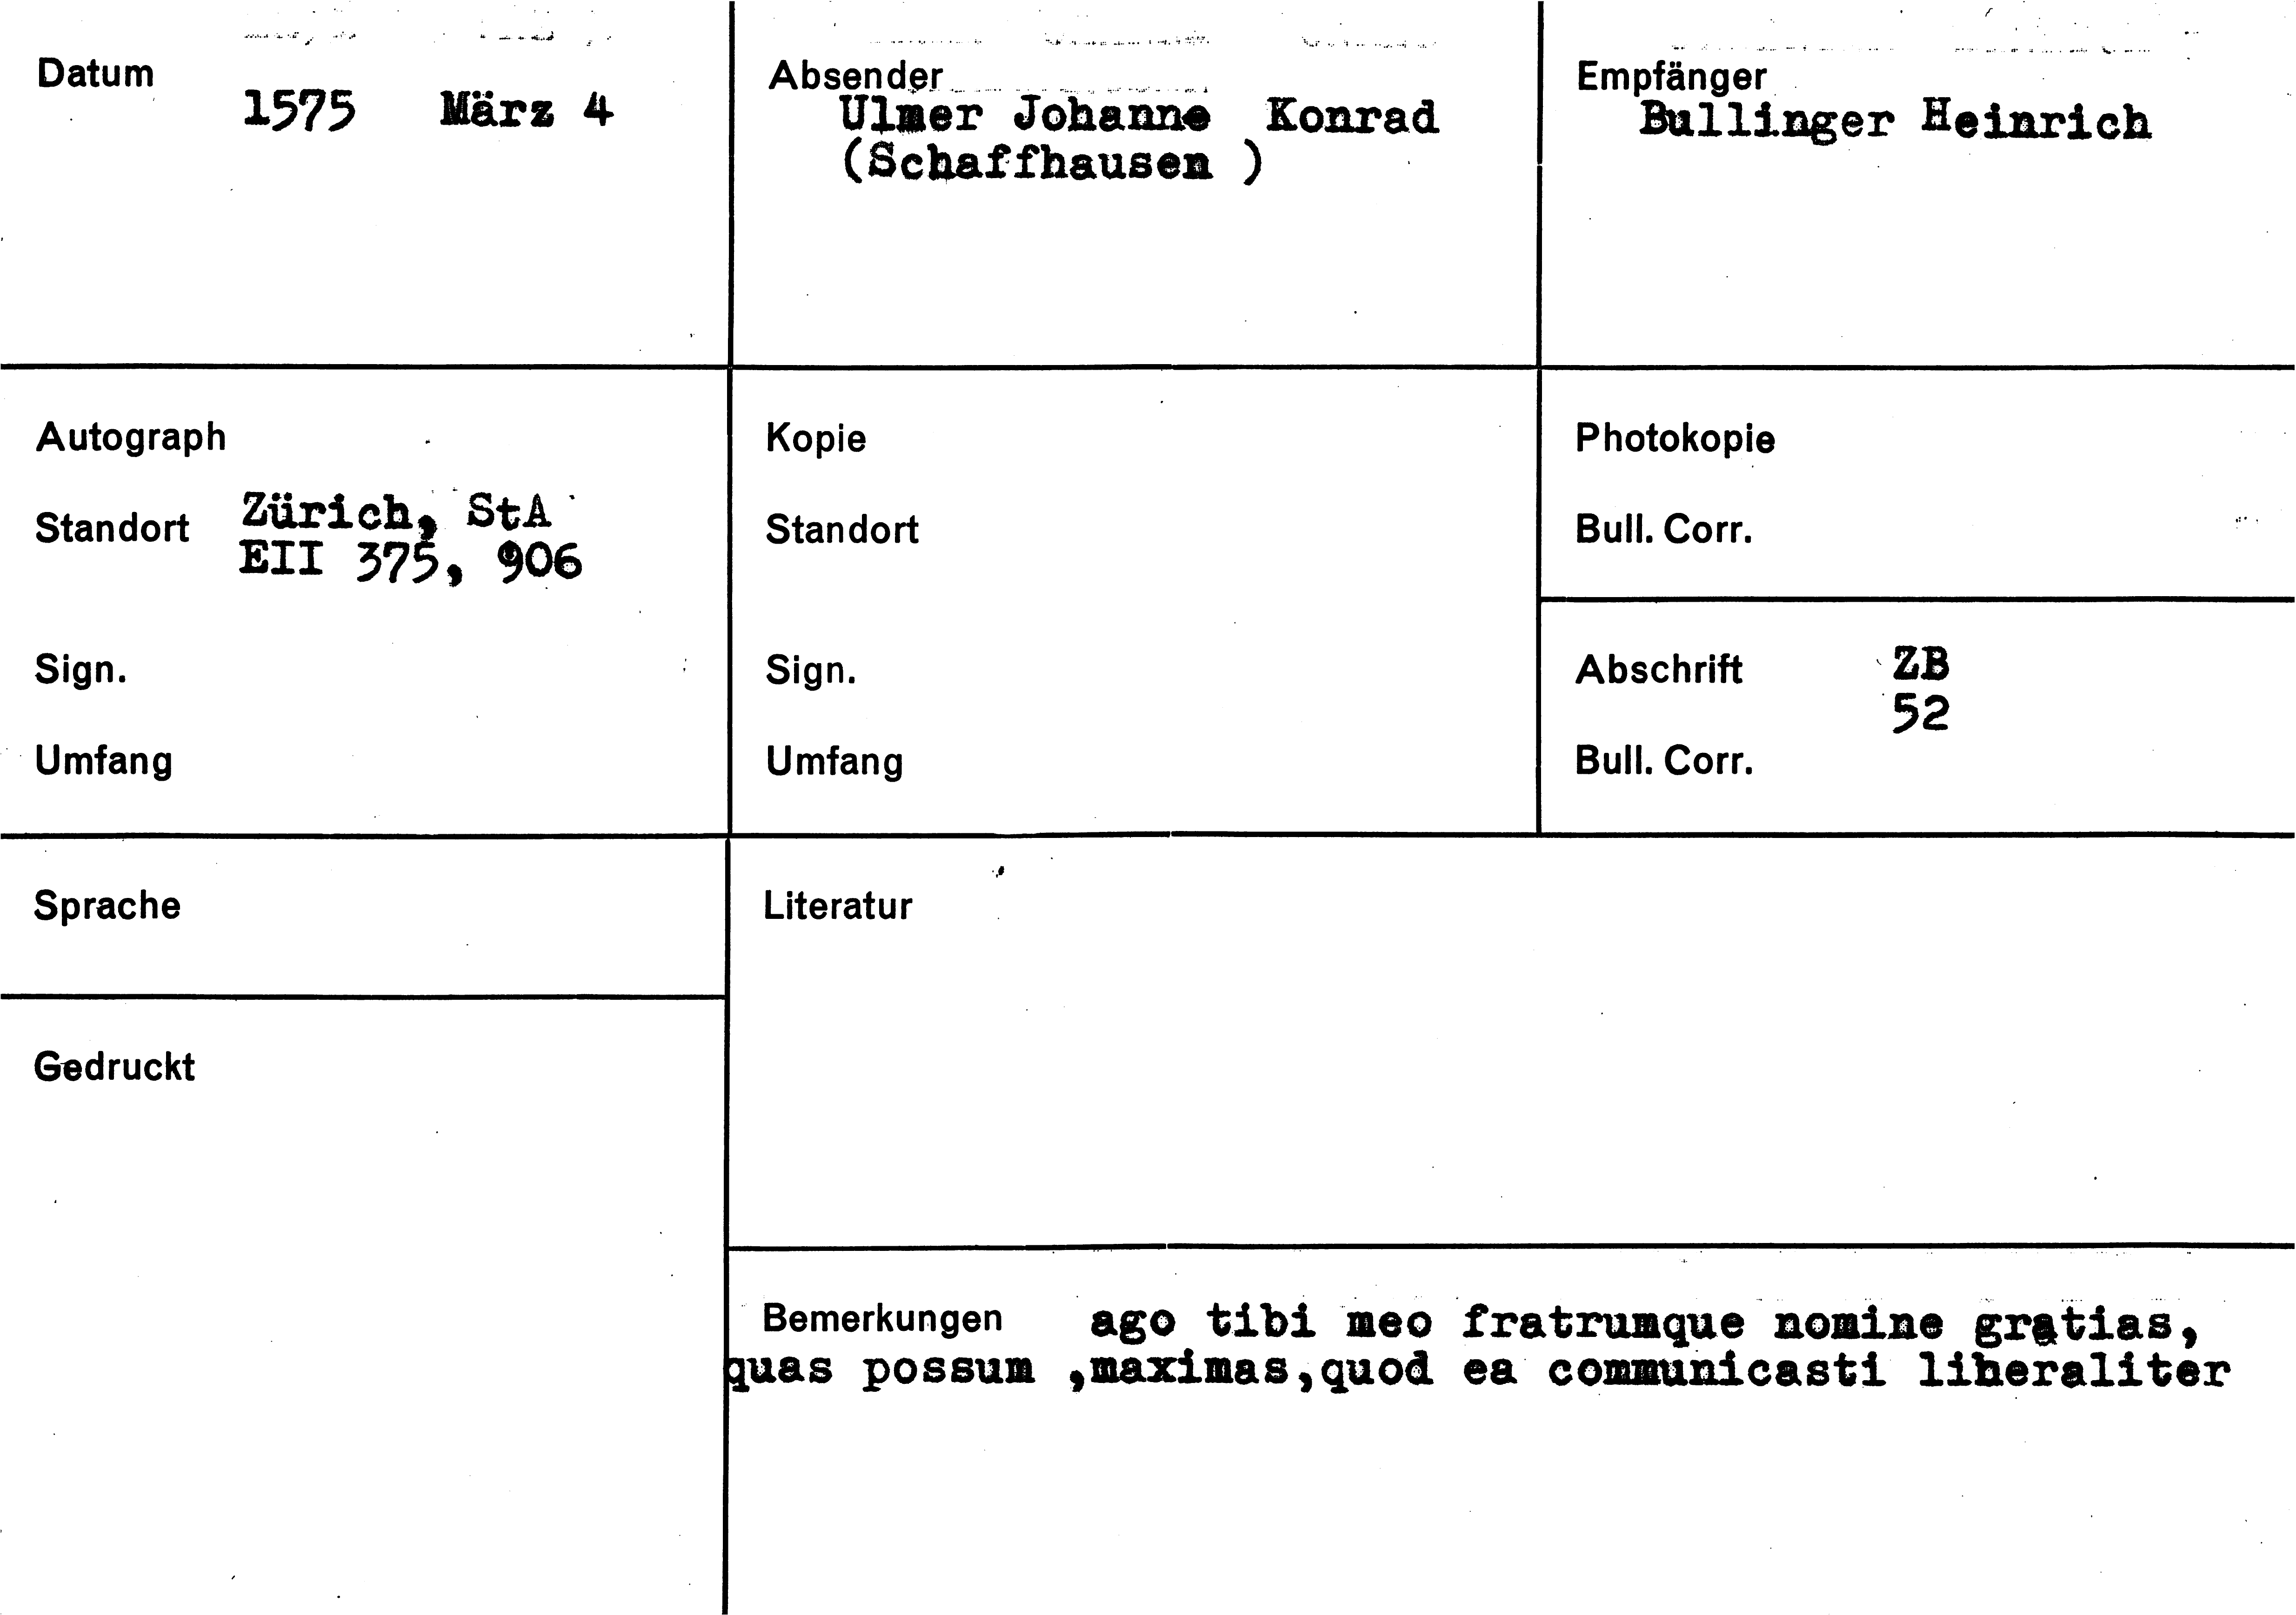 Datum
1575 März 4
Absender
Ulmer Johanne Konrad
(Schaffhausen )
Empfänger
Bullinger Heinrich
Autograph
Standort Zürich, StA
EII 375, 906
Sign.
Umfang
Kopie
Standort
Sign.
Umfang
Photokopie
Bull. Corr.
Abschrift ZB
52
Bull. Corr.
Sprache
Gedruckt
Literatur
Bemerkungen ago tibi meo fratrumque nomine gratias,
quas possum ,maximas,quod ea communicasti liheraliter